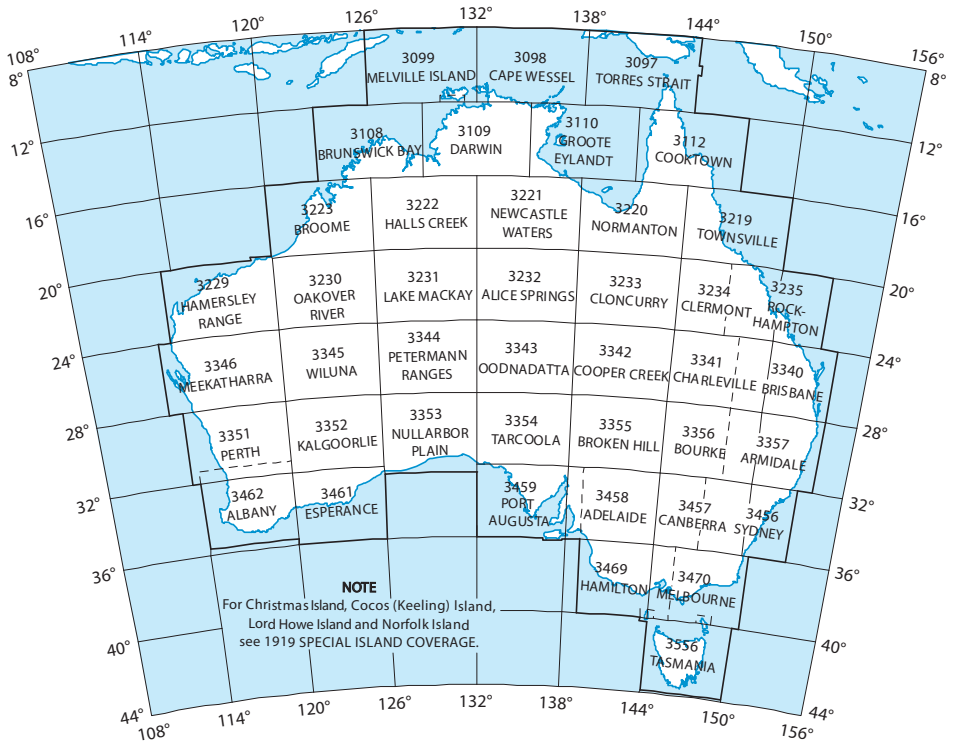 108°
114°
120°
126°
132°
138°
144°
150°
156°
8°
8°
3099
MELVILLE ISLAND
3098
CAPE WESSEL
3097
TORRES STRAIT
12°
12°
3108
BRUNSWICK BAY
3109
DARWIN
3110
GROOTE
EYLANDT
3112
COOKTOWN
16°
16°
3223
BROOME
3222
HALLS CREEK
3221
NEWCASTLE
WATERS
3220
NORMANTON
3219
TOWNSVILLE
20°
20°
3229
HAMERSLEY
RANGE
3230
OAKOVER
RIVER
3231
LAKE MACKAY
3232
ALICE SPRINGS
3233
CLONCURRY
3234
CLERMONT
3235
ROCK-
HAMPTON
24°
24°
3346
MEEKATHARRA
3345
WILUNA
3344
PETERMANN
RANGES
3343
OODNADATTA
3342
COOPER CREEK
3341
CHARLEVILLE
3340
BRISBANE
28°
28°
3351
PERTH
3352
KALGOORLIE
3353
NULLARBOR
PLAIN
3354
TARCOOLA
3355
BROKEN HILL
3356
BOURKE
3357
ARMIDALE
32°
32°
3462
ALBANY
3461
ESPERANCE
3459
PORT
AUGUSTA
3458
ADELAIDE
3457
CANBERRA
3456
SYDNEY
36°
36°
3469
HAMILTON
3470
MELBOURNE
NOTE
For Christmas Island, Cocos (Keeling) Island,
Lord Howe Island and Norfolk Island
see 1919 SPECIAL ISLAND COVERAGE.
40°
40°
3556
TASMANIA
44°
44°
108°
114°
120°
126°
132°
138°
144°
150°
156°